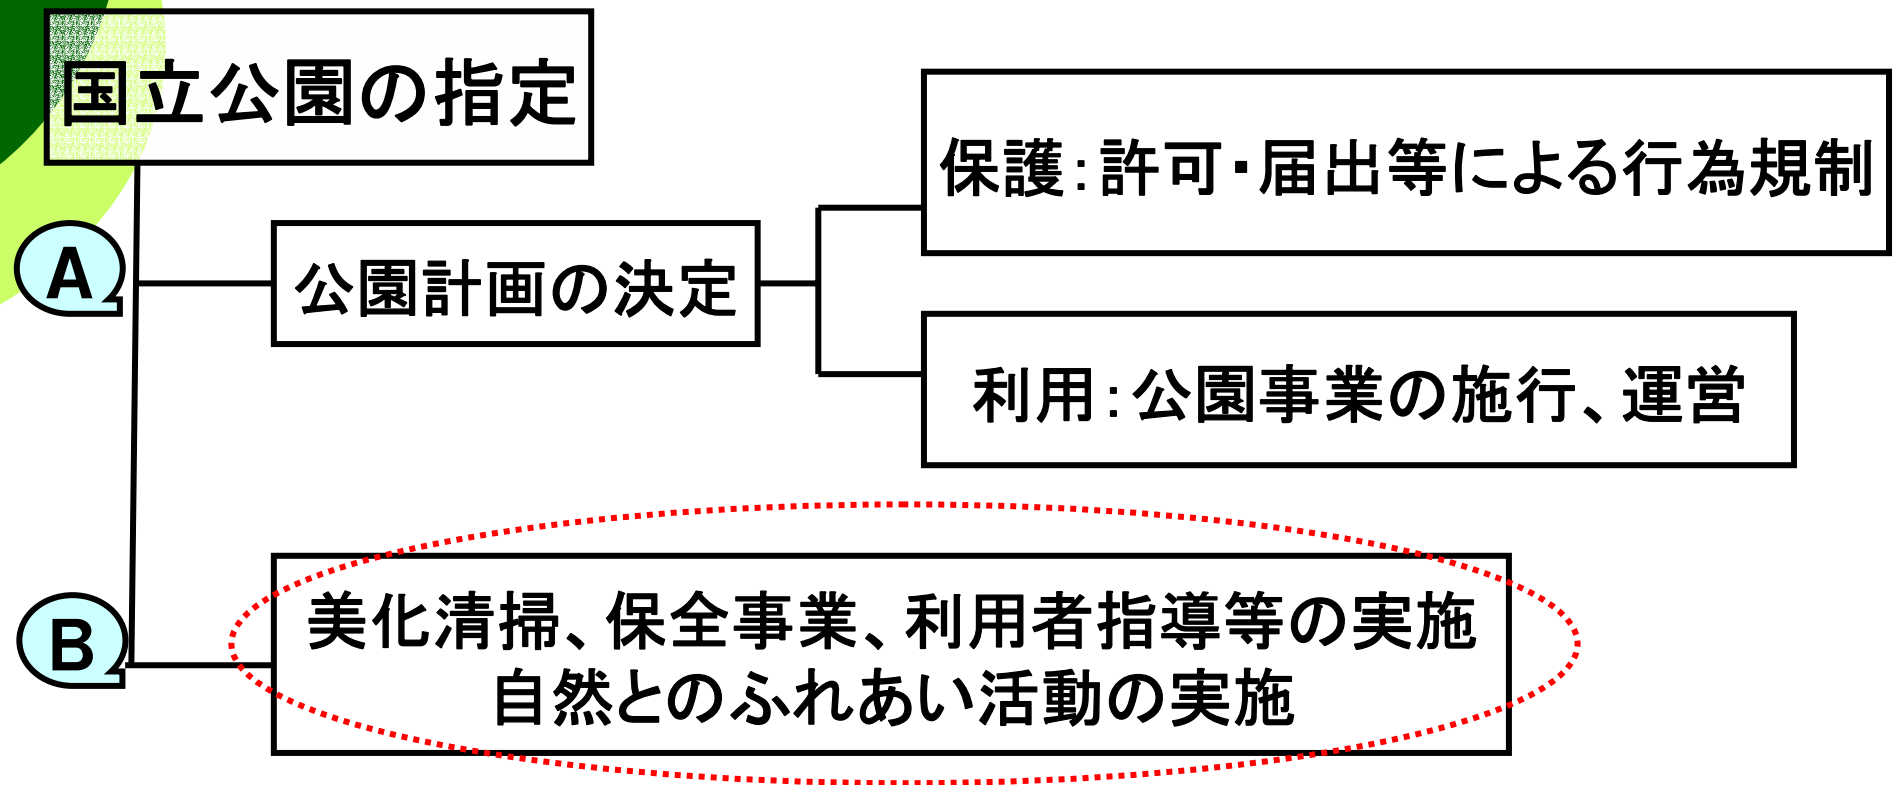 国立公園の指定
保護：許可・届出等による行為規制
A
公園計画の決定
利用：公園事業の施行、運営
B
美化清掃、保全事業、利用者指導等の実施
自然とのふれあい活動の実施